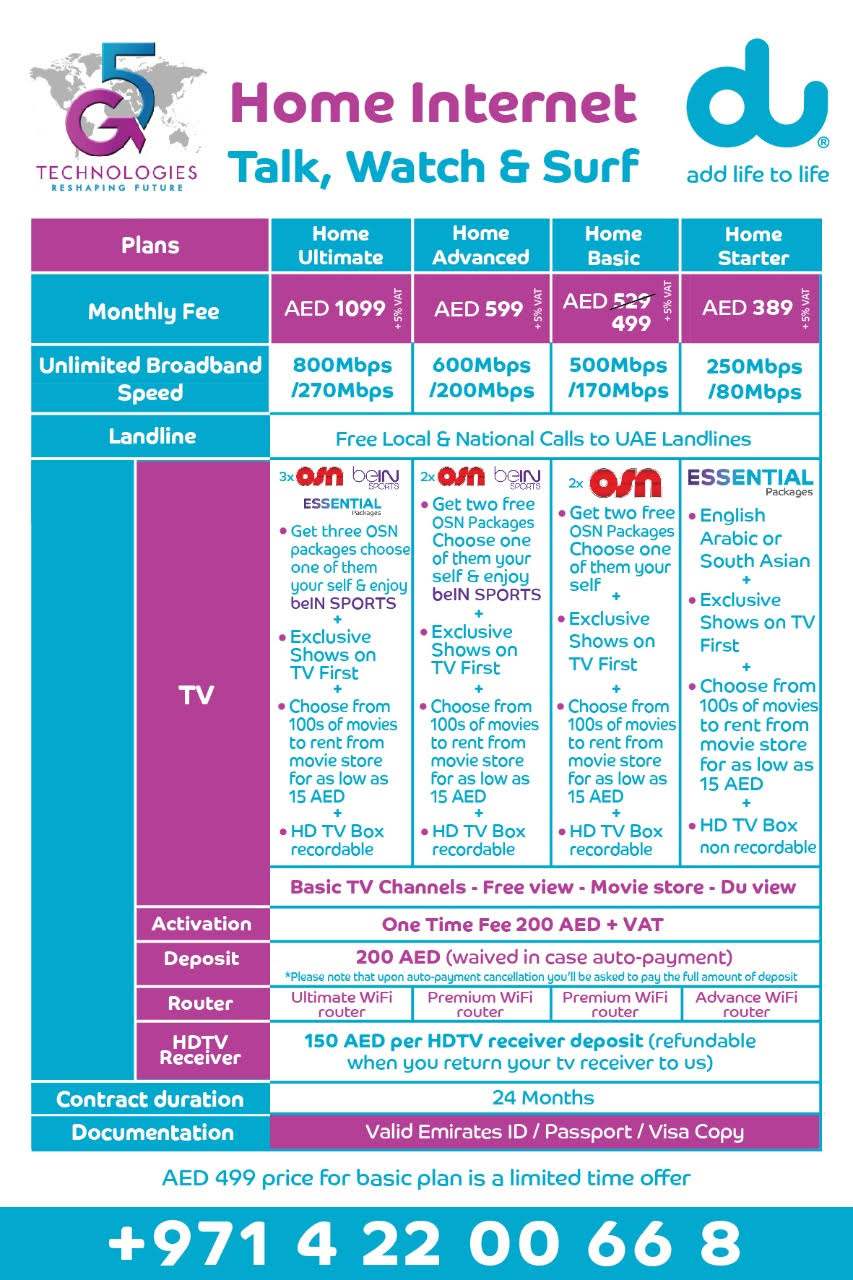 G5
TECHNOLOGIES
RESHAPING FUTURE
Home Internet
Talk, Watch & Surf
du®
add life to life
Plans
Home
Ultimate
Home
Advanced
Home
Basic
Home
Starter
Monthly Fee
AED 1099 + 5% VAT
AED 599 + 5% VAT
AED 529
499 + 5% VAT
AED 389 + 5% VAT
Unlimited Broadband
Speed
800Mbps
/270Mbps
600Mbps
/200Mbps
500Mbps
/170Mbps
250Mbps
/80Mbps
Landline
Free Local & National Calls to UAE Landlines
TV
3x OSN beIN
SPORTS
ESSENTIAL
Packages
• Get three OSN
packages choose
one of them
your self & enjoy
beIN SPORTS
+
• Exclusive
Shows on
TV First
+
• Choose from
100s of movies
to rent from
movie store
for as low as
15 AED
+
• HD TV Box
recordable
2x OSN beIN
SPORTS
• Get two free
OSN Packages
Choose one
of them your
self & enjoy
beIN SPORTS
+
• Exclusive
Shows on
TV First
+
• Choose from
100s of movies
to rent from
movie store
for as low as
15 AED
+
• HD TV Box
recordable
2x OSN
• Get two free
OSN Packages
Choose one
of them your
self
+
• Exclusive
Shows on
TV First
+
• Choose from
100s of movies
to rent from
movie store
for as low as
15 AED
+
• HD TV Box
recordable
ESSENTIAL
Packages
• English
Arabic or
South Asian
+
• Exclusive
Shows on TV
First
+
• Choose from
100s of movies
to rent from
movie store
for as low as
15 AED
+
• HD TV Box
non recordable
Basic TV Channels - Free view - Movie store - Du view
Activation
One Time Fee 200 AED + VAT
Deposit
200 AED (waived in case auto-payment)
*Please note that upon auto-payment cancellation you'll be asked to pay the full amount of deposit
Router
Ultimate WiFi
router
Premium WiFi
router
Premium WiFi
router
Advance WiFi
router
HDTV
Receiver
150 AED per HDTV receiver deposit (refundable
when you return your tv receiver to us)
Contract duration
24 Months
Documentation
Valid Emirates ID / Passport / Visa Copy
AED 499 price for basic plan is a limited time offer
+971 4 22 00 66 8